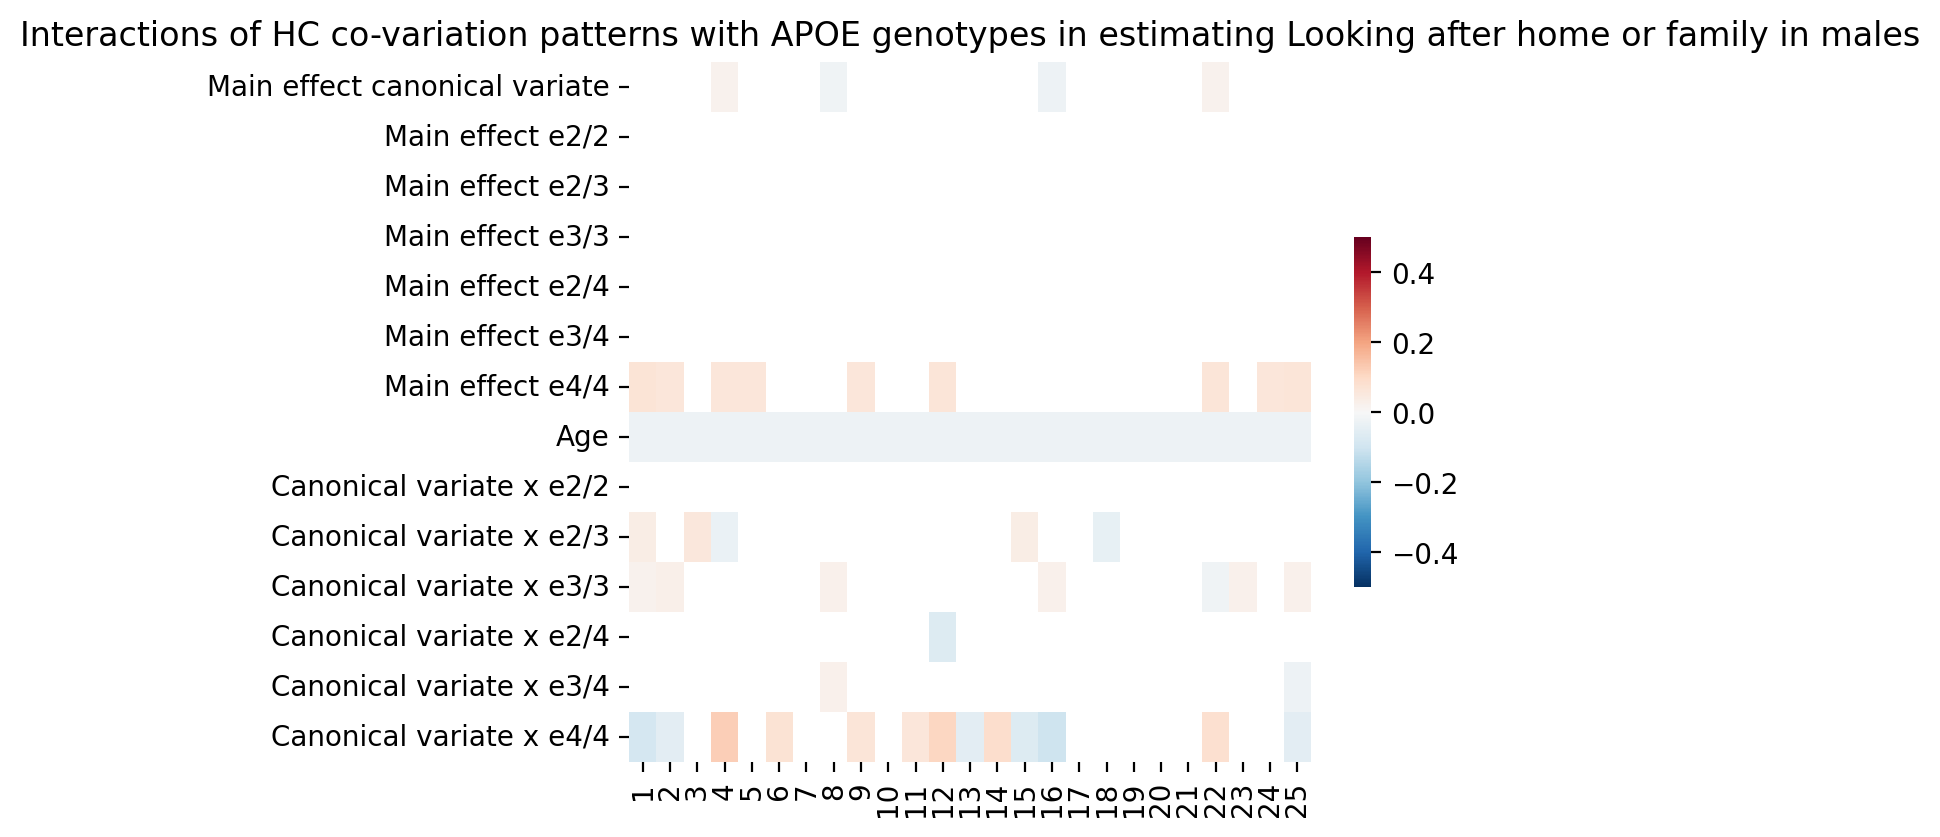 Interactions of HC co-variation patterns with APOE genotypes in estimating Looking after home or family in males
Main effect canonical variate
Main effect e2/2
Main effect e2/3
Main effect e3/3
Main effect e2/4
Main effect e3/4
Main effect e4/4
Age
Canonical variate x e2/2
Canonical variate x e2/3
Canonical variate x e3/3
Canonical variate x e2/4
Canonical variate x e3/4
Canonical variate x e4/4
1 2 3 4 5 6 7 8 9 10 11 12 13 14 15 16 17 18 19 20 21 22 23 24 25
0.4
0.2
0.0
−0.2
−0.4